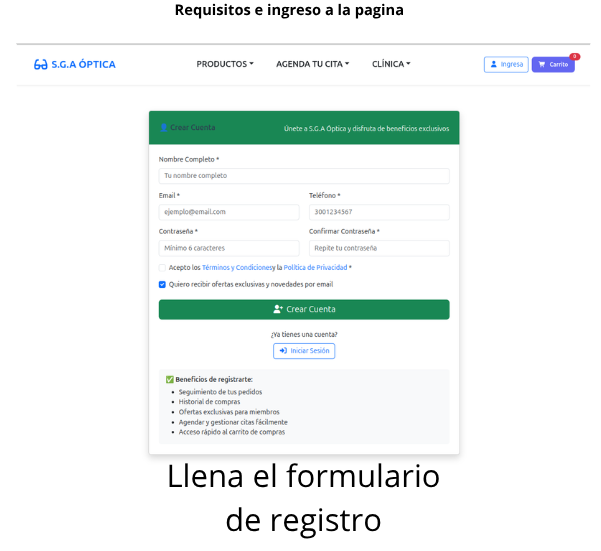 Requisitos e ingreso a la pagina
S.G.A ÓPTICA
PRODUCTOS
AGENDA TU CITA
CLÍNICA
Ingresa
Carrito
0
Crear Cuenta
Únete a S.G.A Óptica y disfruta de beneficios exclusivos
Nombre Completo *
Tu nombre completo
Email *
Teléfono *
ejemplo@email.com
3001234567
Contraseña *
Confirmar Contraseña *
Mínimo 6 caracteres
Repite tu contraseña
Acepto los Términos y Condicionesy la Política de Privacidad *
Quiero recibir ofertas exclusivas y novedades por email
Crear Cuenta
¿Ya tienes una cuenta?
Iniciar Sesión
✅ Beneficios de registrarte:
• Seguimiento de tus pedidos
• Historial de compras
• Ofertas exclusivas para miembros
• Agendar y gestionar citas fácilmente
• Acceso rápido al carrito de compras
Llena el formulario
de registro